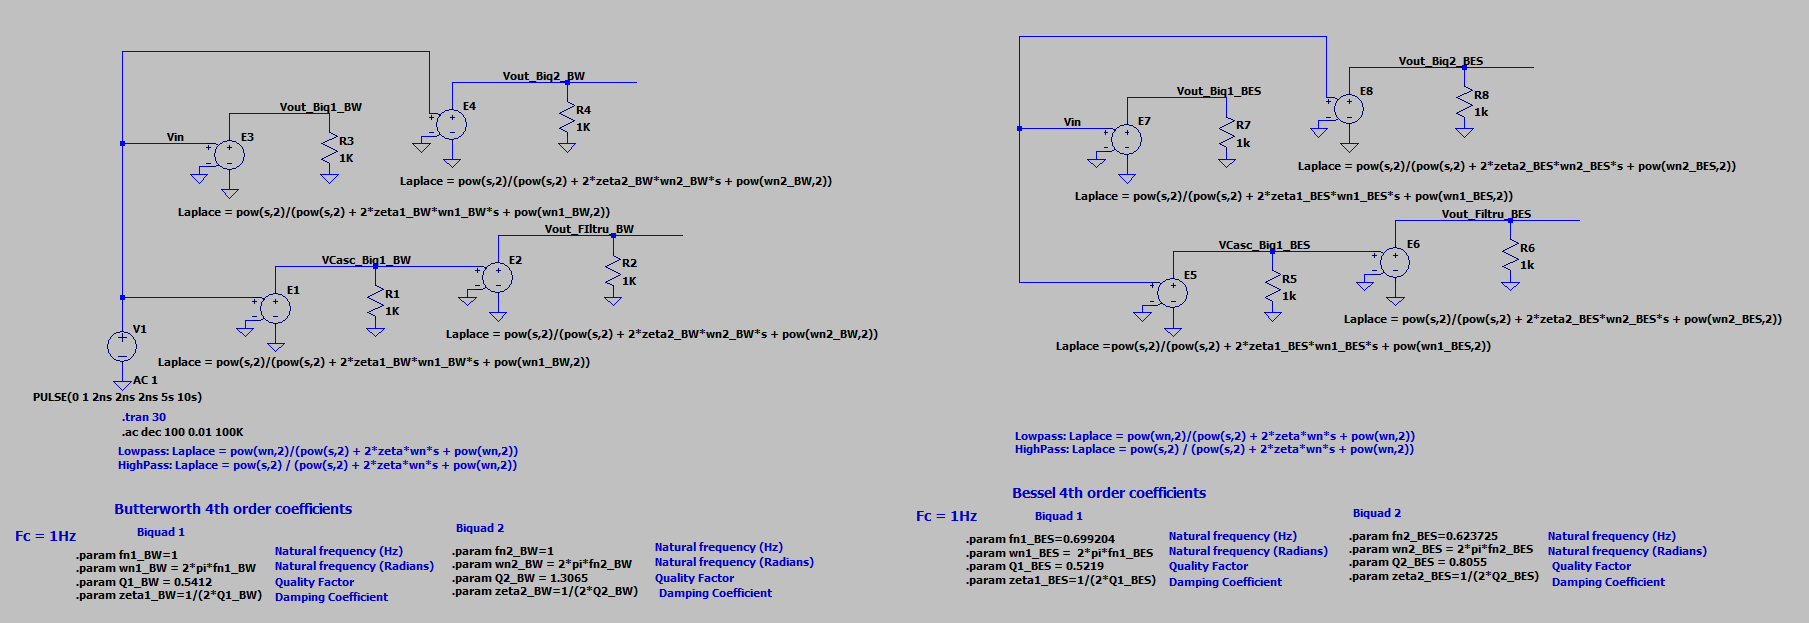 Vout_Biq2_BW
E4
R4
1K
Vout_Biq1_BW
Vin
E3
R3
1K
Laplace = pow(s,2)/(pow(s,2) + 2*zeta2_BW*wn2_BW*s + pow(wn2_BW,2))
Laplace = pow(s,2)/(pow(s,2) + 2*zeta1_BW*wn1_BW*s + pow(wn1_BW,2))
Vout_FIltru_BW
VCasc_Biq1_BW
E2
R2
1K
E1
R1
1K
Laplace = pow(s,2)/(pow(s,2) + 2*zeta2_BW*wn2_BW*s + pow(wn2_BW,2))
V1
Laplace = pow(s,2)/(pow(s,2) + 2*zeta1_BW*wn1_BW*s + pow(wn1_BW,2))
AC 1
PULSE(0 1 2ns 2ns 2ns 5s 10s)
.tran 30
.ac dec 100 0.01 100K
Lowpass: Laplace = pow(wn,2)/(pow(s,2) + 2*zeta*wn*s + pow(wn,2))
HighPass: Laplace = pow(s,2) / (pow(s,2) + 2*zeta*wn*s + pow(wn,2))
Butterworth 4th order coefficients
Fc = 1Hz
Biquad 1
.param fn1_BW=1
.param wn1_BW = 2*pi*fn1_BW
.param Q1_BW = 0.5412
.param zeta1_BW=1/(2*Q1_BW)
Natural frequency (Hz)
Natural frequency (Radians)
Quality Factor
Damping Coefficient
Biquad 2
.param fn2_BW=1
.param wn2_BW = 2*pi*fn2_BW
.param Q2_BW = 1.3065
.param zeta2_BW=1/(2*Q2_BW)
Natural frequency (Hz)
Natural frequency (Radians)
Quality Factor
Damping Coefficient
Vout_Biq2_BES
E8
R8
1k
Vout_Biq1_BES
Vin
E7
R7
1k
Laplace = pow(s,2)/(pow(s,2) + 2*zeta2_BES*wn2_BES*s + pow(wn2_BES,2))
Laplace = pow(s,2)/(pow(s,2) + 2*zeta1_BES*wn1_BES*s + pow(wn1_BES,2))
Vout_Filtru_BES
VCasc_Biq1_BES
E6
R6
1k
E5
R5
1k
Laplace = pow(s,2)/(pow(s,2) + 2*zeta2_BES*wn2_BES*s + pow(wn2_BES,2))
Laplace =pow(s,2)/(pow(s,2) + 2*zeta1_BES*wn1_BES*s + pow(wn1_BES,2))
Lowpass: Laplace = pow(wn,2)/(pow(s,2) + 2*zeta*wn*s + pow(wn,2))
HighPass: Laplace = pow(s,2) / (pow(s,2) + 2*zeta*wn*s + pow(wn,2))
Bessel 4th order coefficients
Fc = 1Hz
Biquad 1
.param fn1_BES=0.699204
.param wn1_BES = 2*pi*fn1_BES
.param Q1_BES = 0.5219
.param zeta1_BES=1/(2*Q1_BES)
Natural frequency (Hz)
Natural frequency (Radians)
Quality Factor
Damping Coefficient
Biquad 2
.param fn2_BES=0.623725
.param wn2_BES = 2*pi*fn2_BES
.param Q2_BES = 0.8055
.param zeta2_BES=1/(2*Q2_BES)
Natural frequency (Hz)
Natural frequency (Radians)
Quality Factor
Damping Coefficient